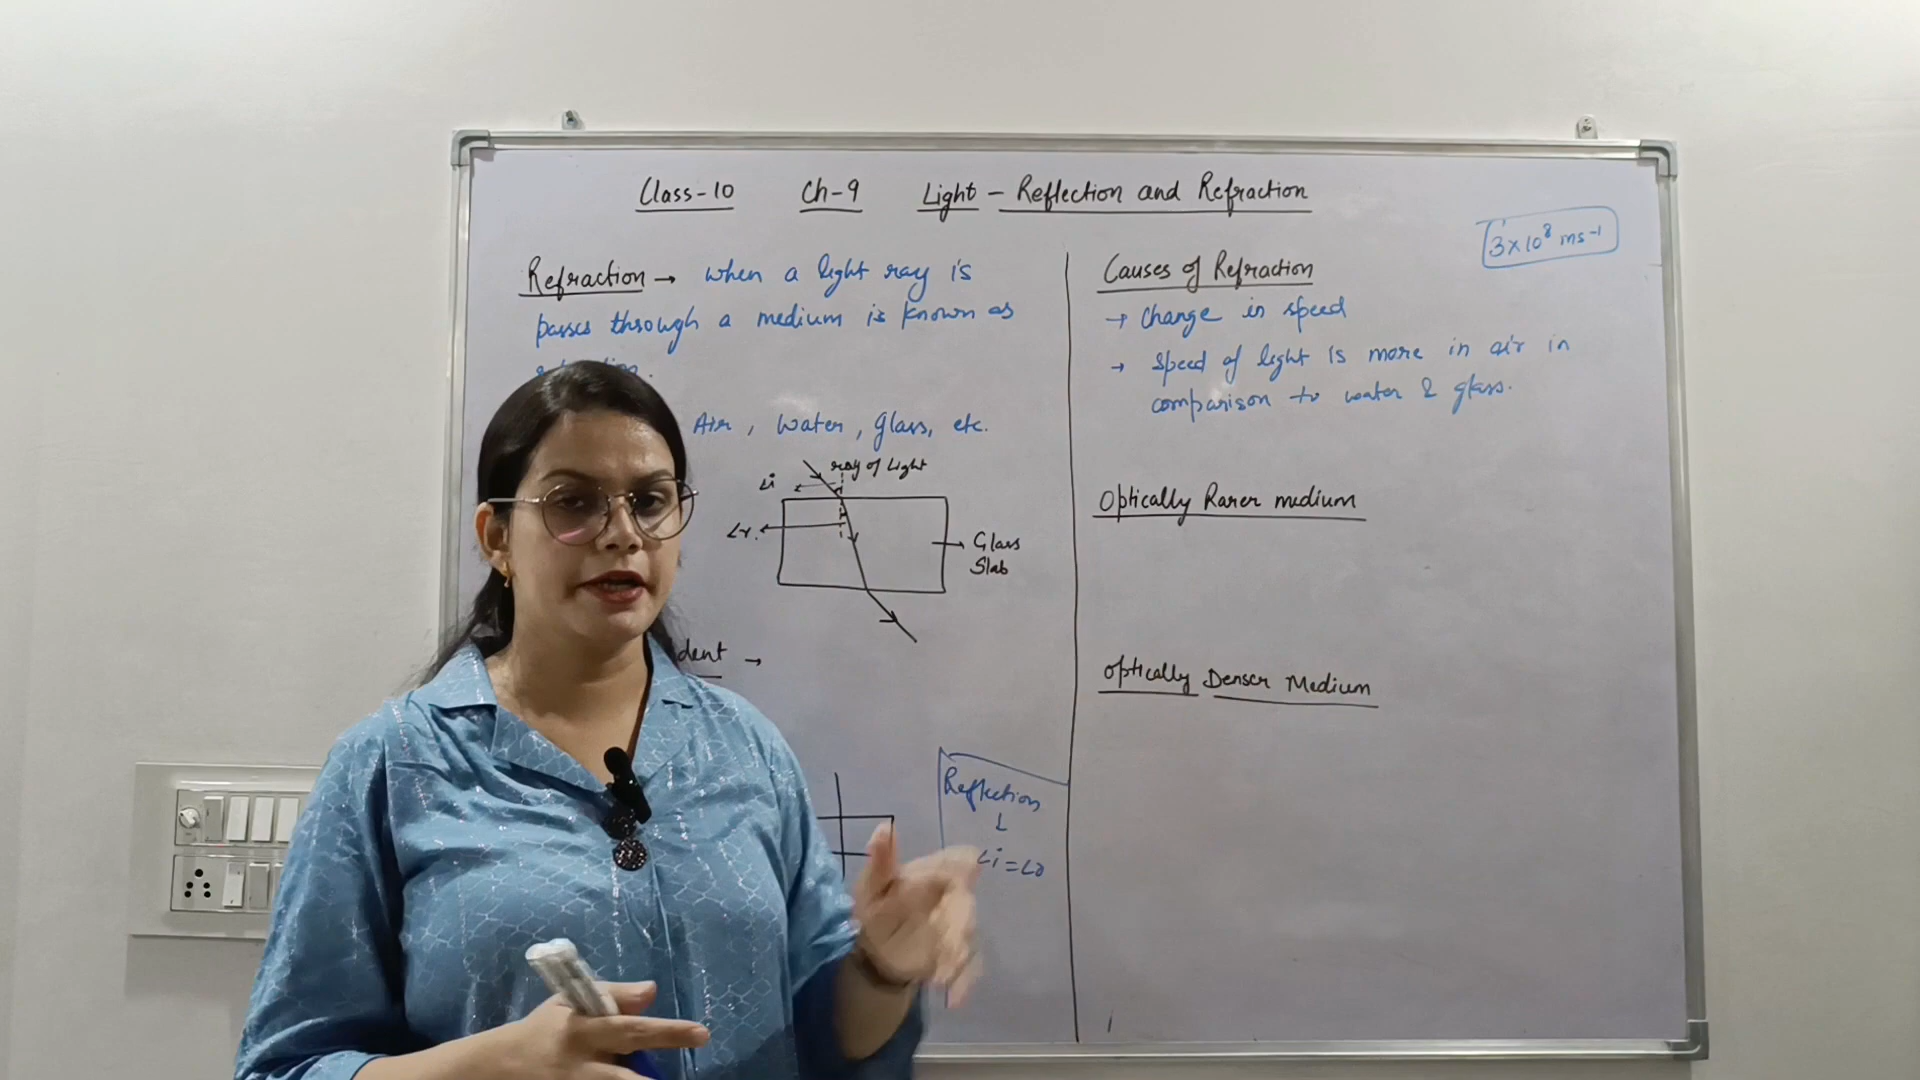 Class-10 Ch-9 Light - Reflection and Refraction
3×10⁸ ms⁻¹
Refraction → when a light ray is
passes through a medium is known as
Air, Water, Glass, etc.
ray of light
∠i
∠r.
Glass
Slab
dent →
Reflection
↓
∠i=∠r
Causes of Refraction
→ Change in speed
→ Speed of light is more in air in
comparison to water & glass.
Optically Rarer medium
Optically Denser Medium